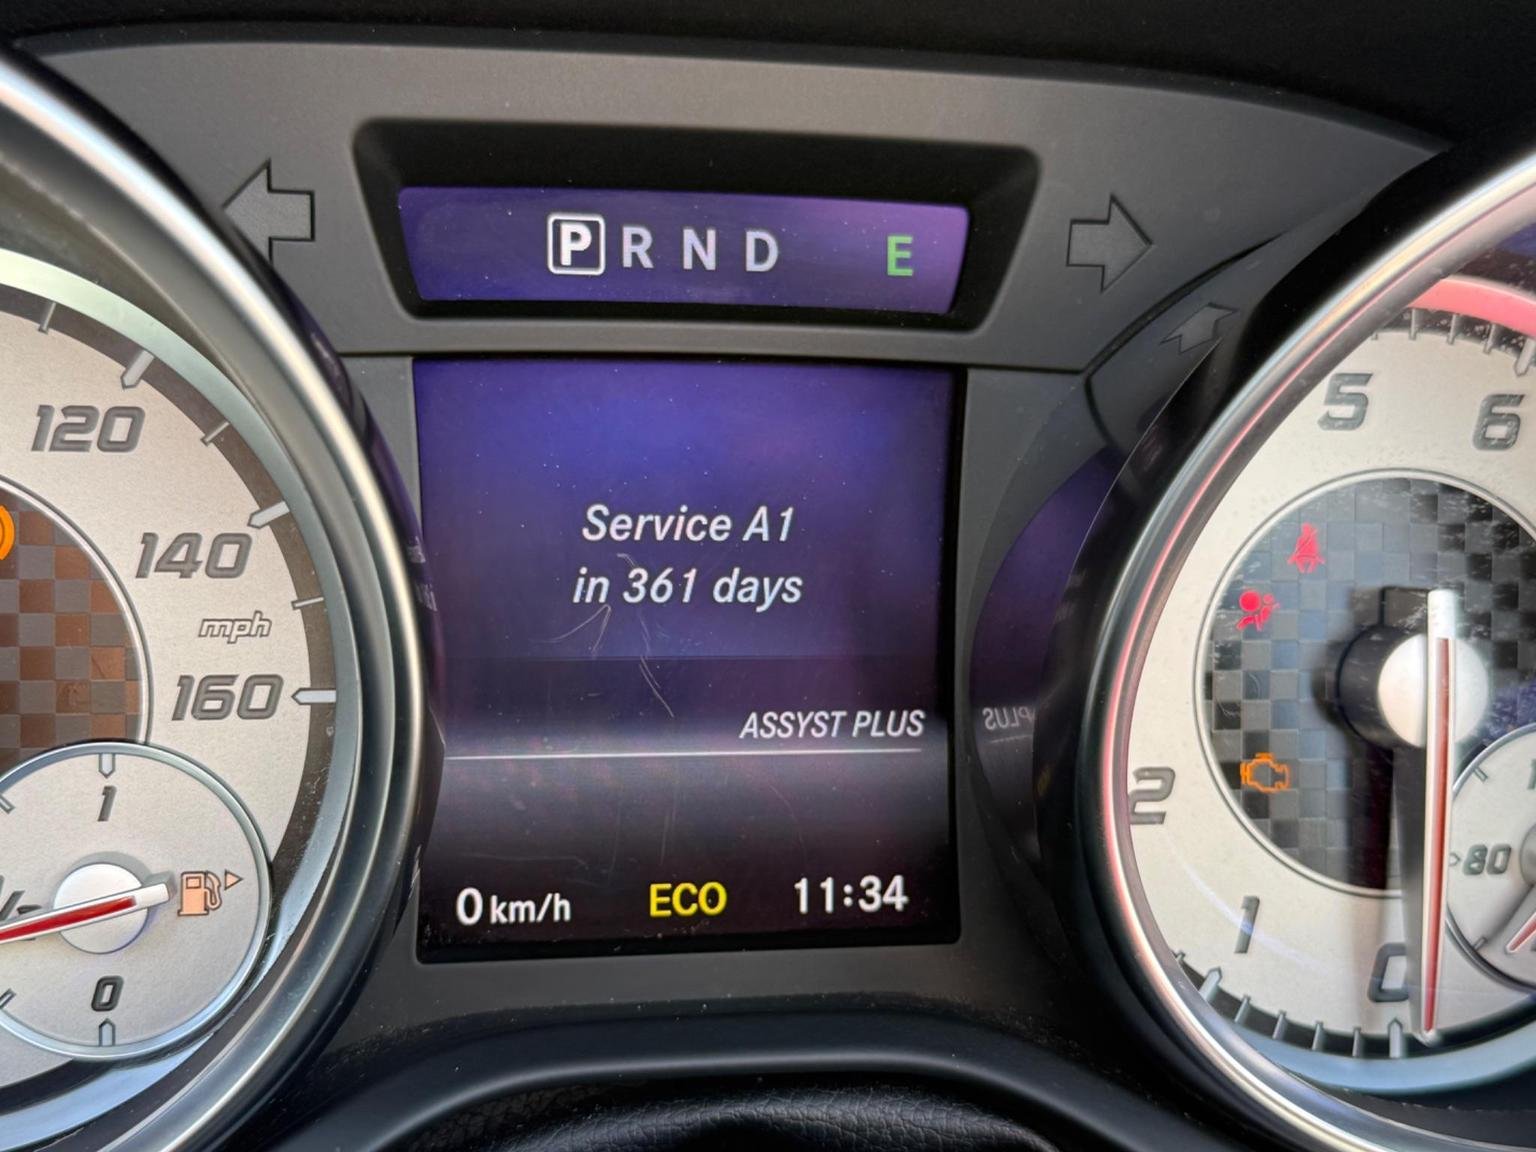 P R N D E
Service A1
in 361 days
ASSYST PLUS
0 km/h ECO 11:34
120
140
mph
160
1
0
5
6
2
1
0
80